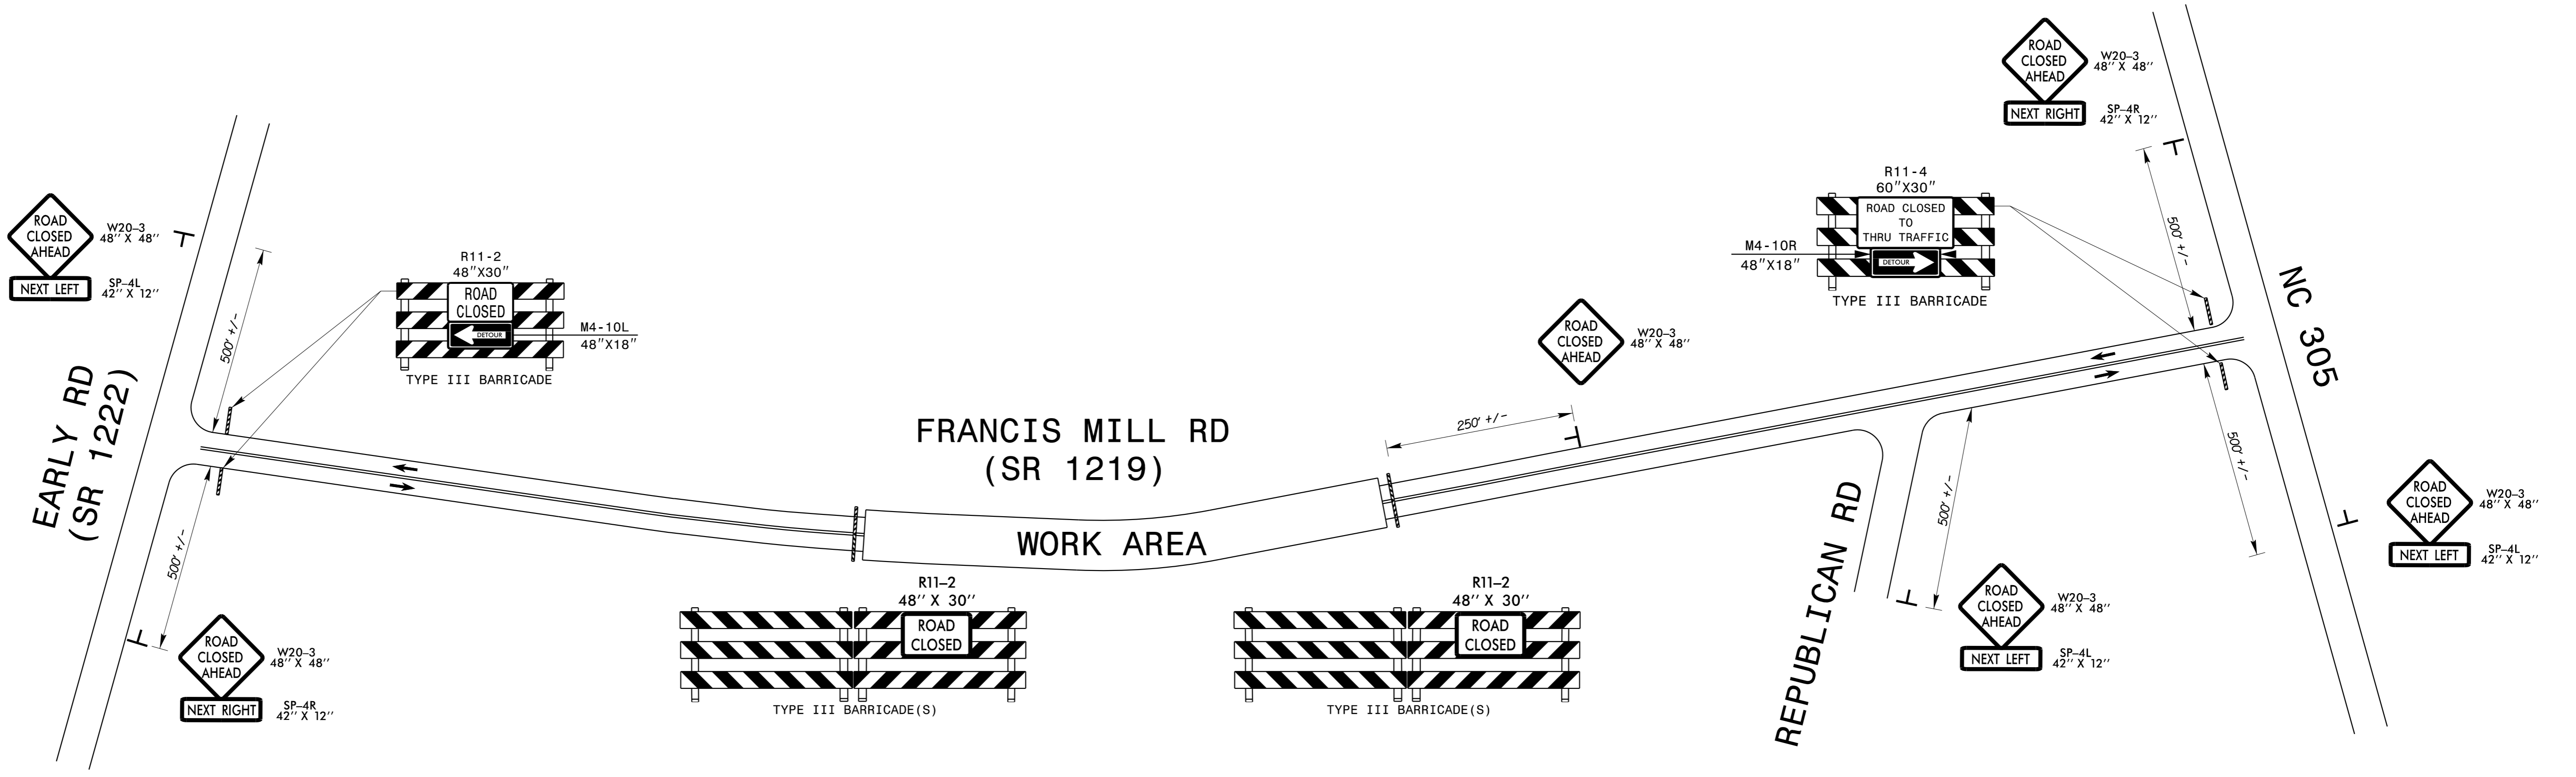 ROAD
CLOSED
AHEAD
NEXT RIGHT
W20–3
48'' X 48''
SP–4R
42'' X 12''
ROAD
CLOSED
AHEAD
NEXT LEFT
W20–3
48'' X 48''
SP–4L
42'' X 12''
500' +/–
R11-2
48"X30"
ROAD
CLOSED
DETOUR
M4-10L
48"X18"
TYPE III BARRICADE
R11-4
60"X30"
ROAD CLOSED
TO
THRU TRAFFIC
DETOUR
M4-10R
48"X18"
TYPE III BARRICADE
500' +/–
NC 305
EARLY RD
(SR 1222)
ROAD
CLOSED
AHEAD
W20–3
48'' X 48''
250' +/–
FRANCIS MILL RD
(SR 1219)
WORK AREA
500' +/–
ROAD
CLOSED
AHEAD
NEXT RIGHT
W20–3
48'' X 48''
SP–4R
42'' X 12''
R11–2
48'' X 30''
ROAD
CLOSED
TYPE III BARRICADE(S)
R11–2
48'' X 30''
ROAD
CLOSED
TYPE III BARRICADE(S)
REPUBLICAN RD
500' +/–
ROAD
CLOSED
AHEAD
NEXT LEFT
W20–3
48'' X 48''
SP–4L
42'' X 12''
500' +/–
ROAD
CLOSED
AHEAD
NEXT LEFT
W20–3
48'' X 48''
SP–4L
42'' X 12''